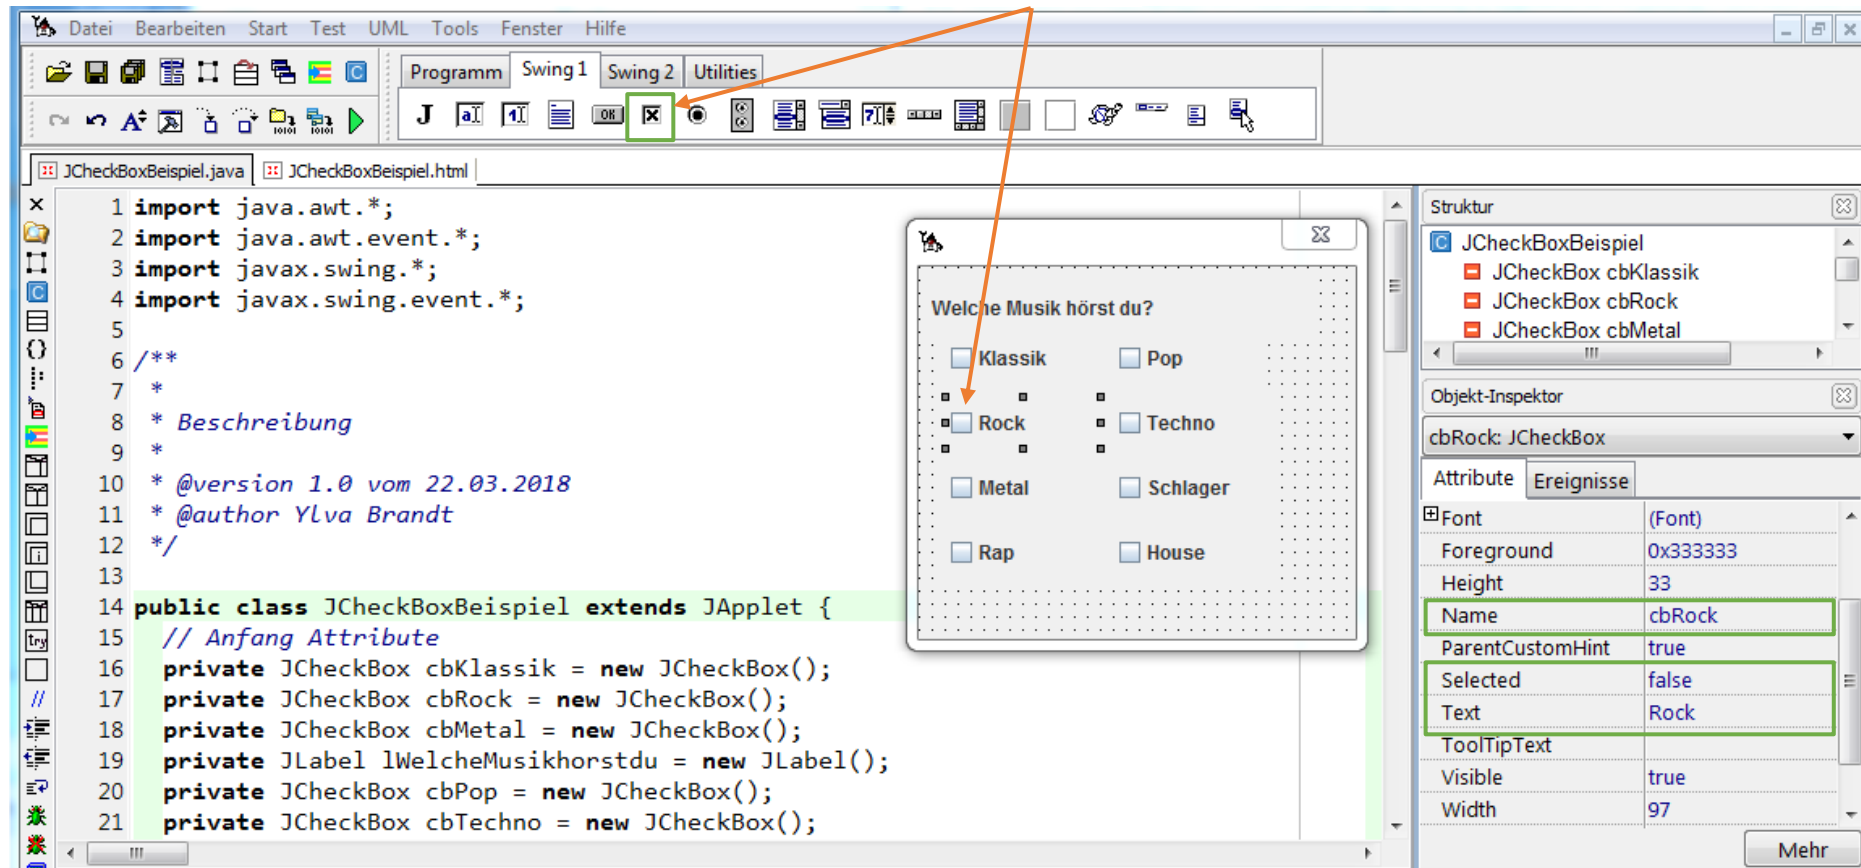 Datei Bearbeiten Start Test UML Tools Fenster Hilfe
Programm Swing 1 Swing 2 Utilities
JCheckBoxBeispiel.java JCheckBoxBeispiel.html
1 import java.awt.*;
2 import java.awt.event.*;
3 import javax.swing.*;
4 import javax.swing.event.*;
5
6 /**
7 *
8 * Beschreibung
9 *
10 * @version 1.0 vom 22.03.2018
11 * @author Ylva Brandt
12 */
13
14 public class JCheckBoxBeispiel extends JApplet {
15 // Anfang Attribute
16 private JCheckBox cbKlassik = new JCheckBox();
17 private JCheckBox cbRock = new JCheckBox();
18 private JCheckBox cbMetal = new JCheckBox();
19 private JLabel lWelcheMusikhorstdu = new JLabel();
20 private JCheckBox cbPop = new JCheckBox();
21 private JCheckBox cbTechno = new JCheckBox();
Welche Musik hörst du?
Klassik Pop
Rock Techno
Metal Schlager
Rap House
Struktur
JCheckBoxBeispiel
JCheckBox cbKlassik
JCheckBox cbRock
JCheckBox cbMetal
Objekt-Inspektor
cbRock: JCheckBox
Attribute Ereignisse
Font (Font)
Foreground 0x333333
Height 33
Name cbRock
ParentCustomHint true
Selected false
Text Rock
ToolTipText
Visible true
Width 97
Mehr